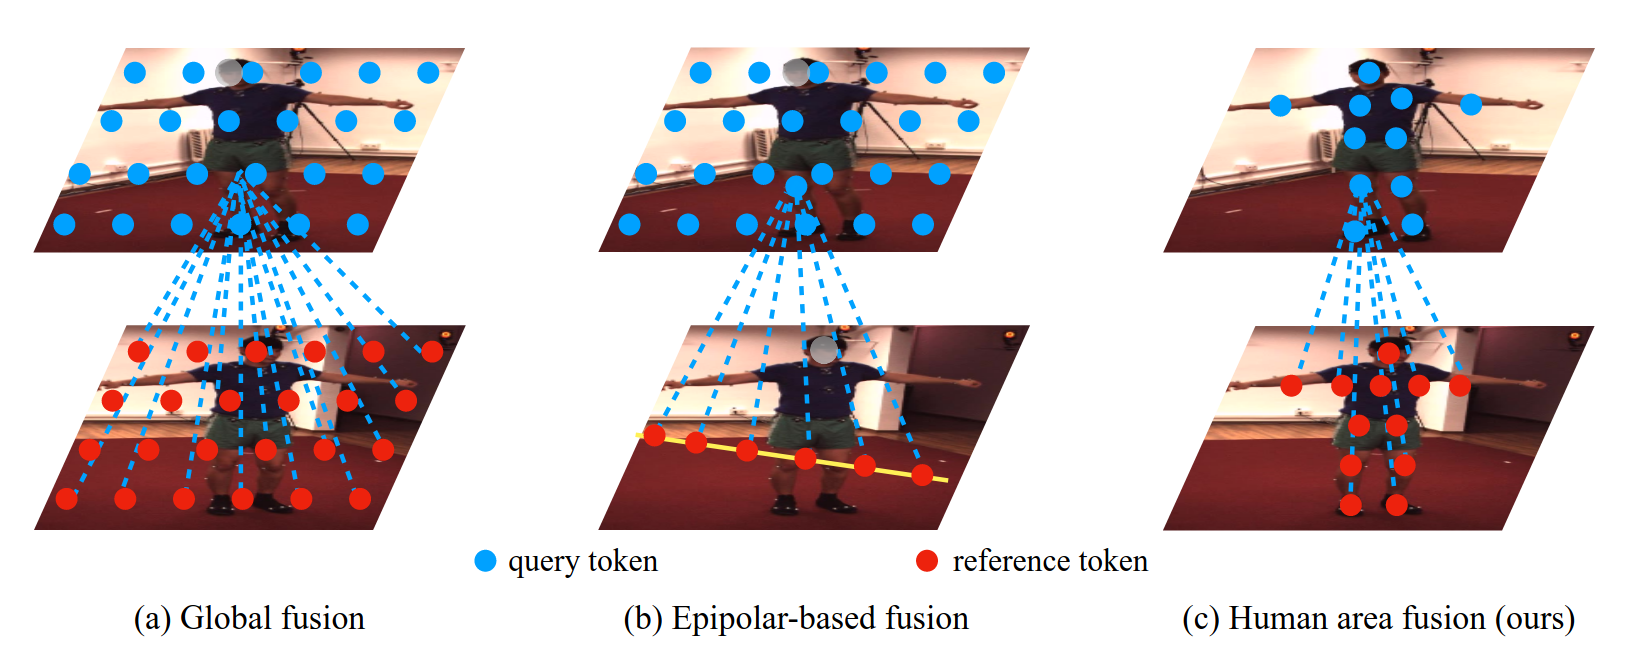 query token
reference token
(a) Global fusion
(b) Epipolar-based fusion
(c) Human area fusion (ours)